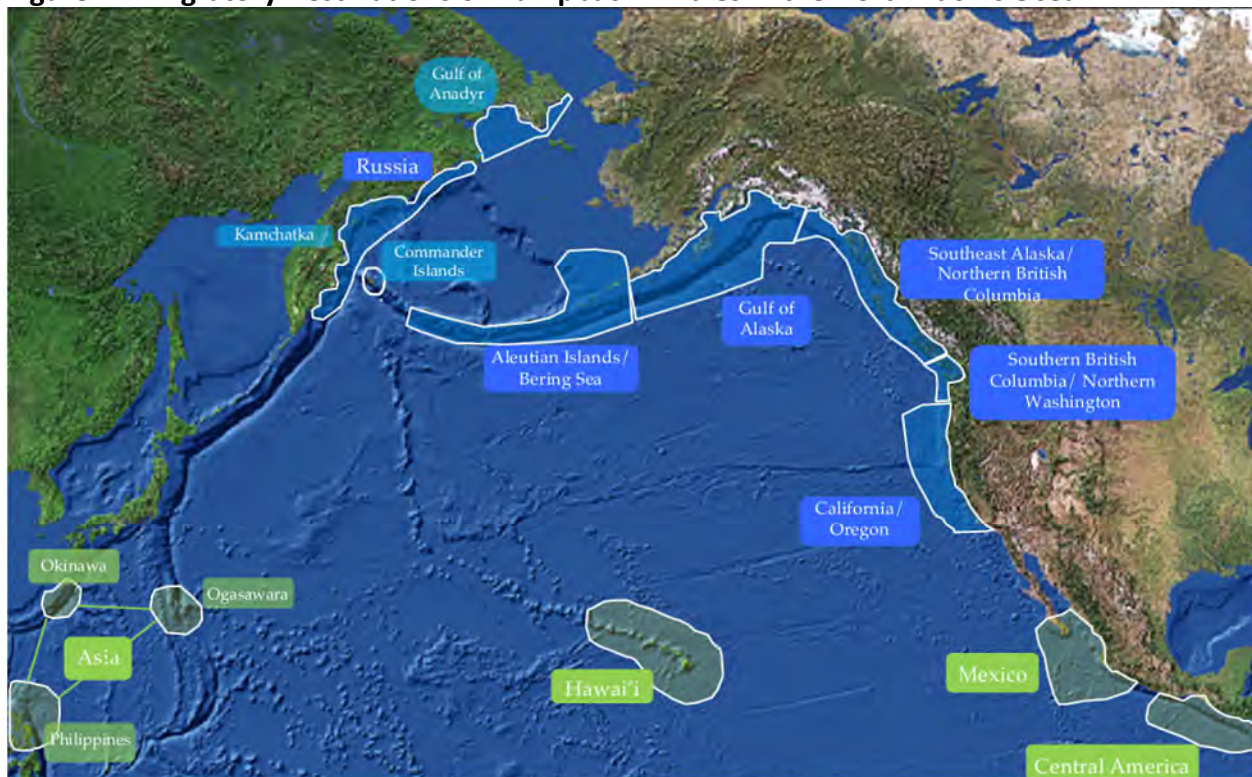 Gulf of
Anadyr
Russia
Kamchatka
Commander
Islands
Aleutian Islands/
Bering Sea
Gulf of
Alaska
Southeast Alaska/
Northern British
Columbia
Southern British
Columbia/ Northern
Washington
California/
Oregon
Okinawa
Ogasawara
Asia
Philippines
Hawai'i
Mexico
Central America